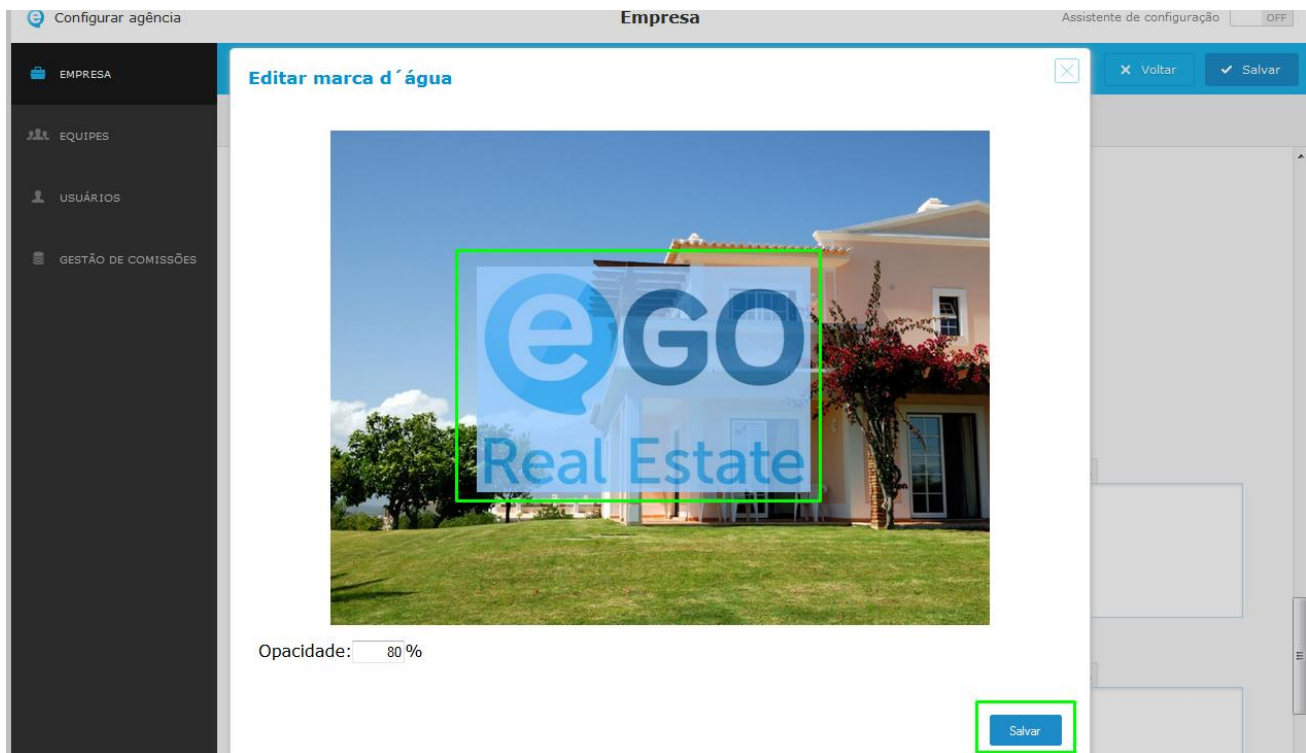 Configurar agência
Empresa
Assistente de configuração
OFF
EMPRESA
EQUIPES
USUÁRIOS
GESTÃO DE COMISSÕES
Voltar
Salvar
Editar marca d´água
eGO
Real Estate
Opacidade: 80 %
Salvar